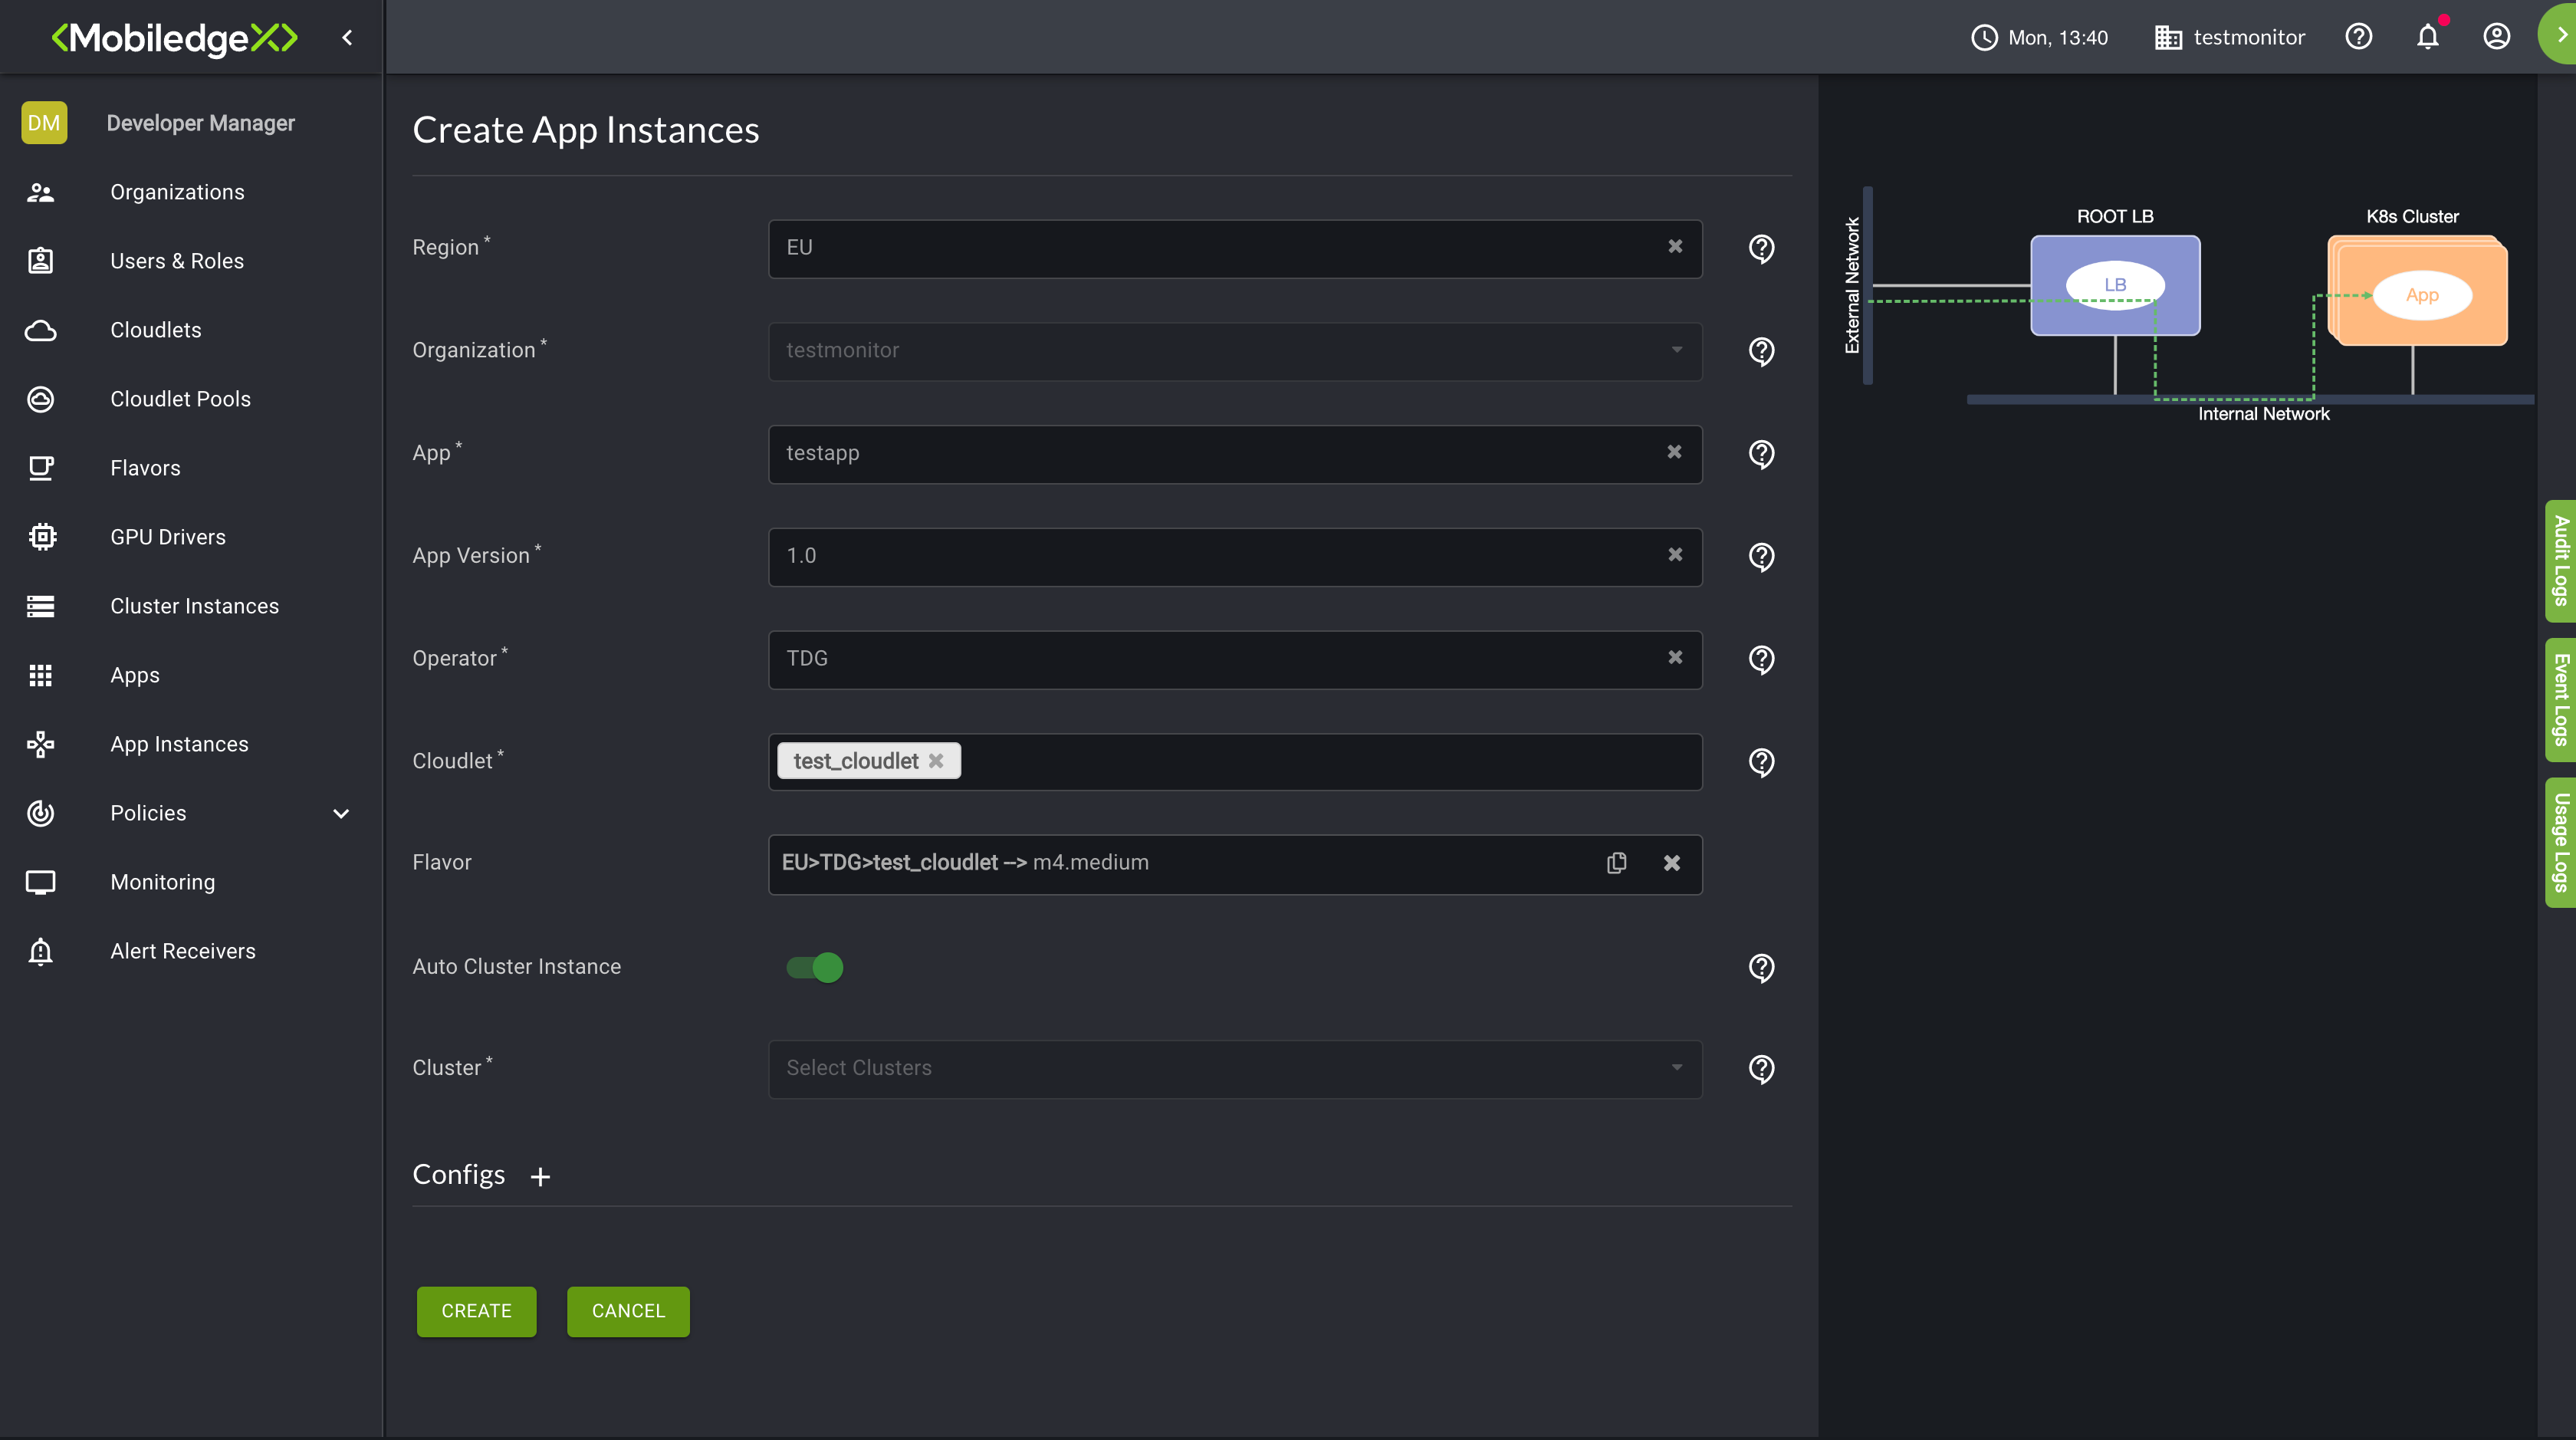 <MobiledgeX>
Mon, 13:40
testmonitor
DM
Developer Manager
Organizations
Users & Roles
Cloudlets
Cloudlet Pools
Flavors
GPU Drivers
Cluster Instances
Apps
App Instances
Policies
Monitoring
Alert Receivers
Create App Instances
Region *
EU
Organization *
testmonitor
App *
testapp
App Version *
1.0
Operator *
TDG
Cloudlet *
test_cloudlet
Flavor
EU>TDG>test_cloudlet --> m4.medium
Auto Cluster Instance
Cluster *
Select Clusters
Configs +
CREATE
CANCEL
External Network
ROOT LB
LB
K8s Cluster
App
Internal Network
Audit Logs
Event Logs
Usage Logs